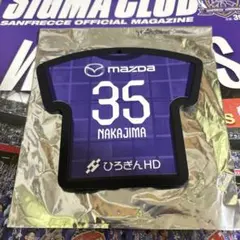 SIGMA CLUB
SANFRECCE OFFICIAL MAGAZINE
mazda
35
NAKAJIMA
ひろぎんHD